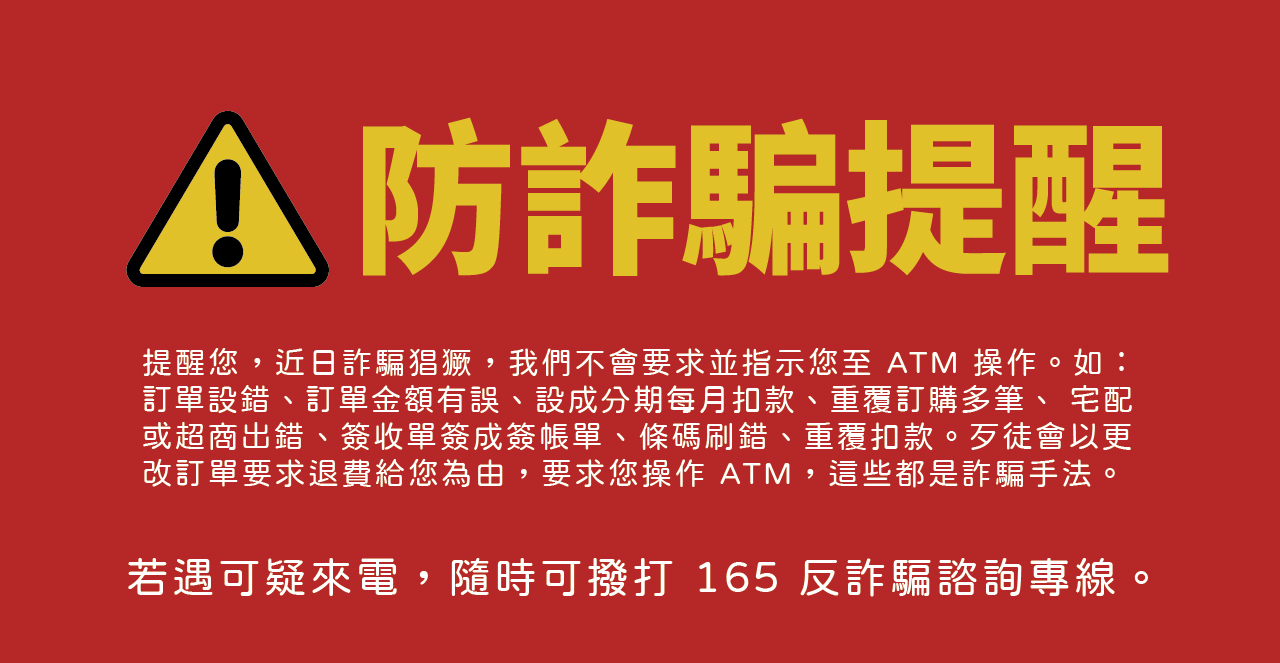 防詐騙提醒
提醒您，近日詐騙猖獗，我們不會要求並指示您至 ATM 操作。如：
訂單設錯、訂單金額有誤、設成分期每月扣款、重覆訂購多筆、 宅配
或超商出錯、簽收單簽成簽帳單、條碼刷錯、重覆扣款。歹徒會以更
改訂單要求退費給您為由，要求您操作 ATM，這些都是詐騙手法。
若遇可疑來電，隨時可撥打 165 反詐騙諮詢專線。